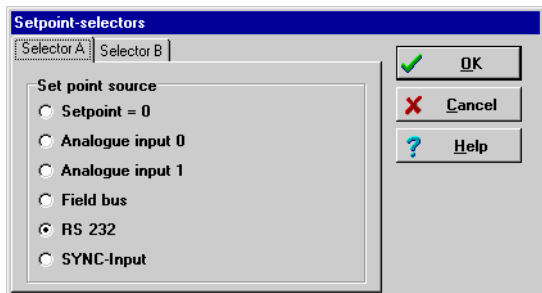 Setpoint-selectors
Selector A
Selector B
Set point source
Setpoint = 0
Analogue input 0
Analogue input 1
Field bus
RS 232
SYNC-Input
OK
Cancel
Help